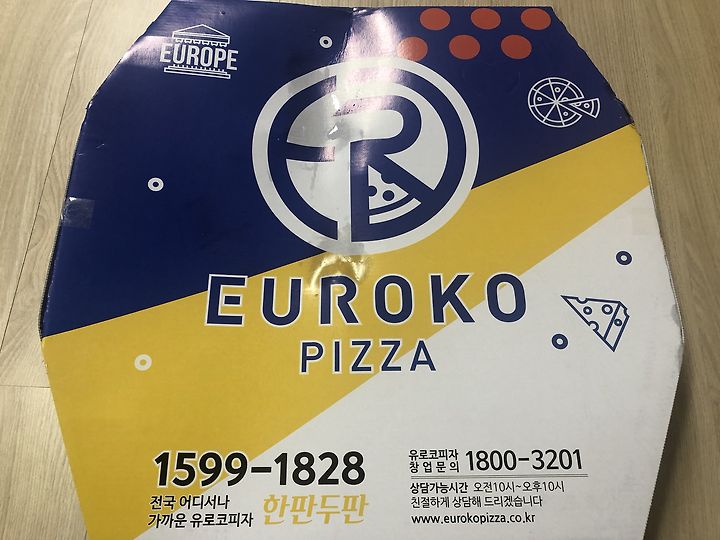 EUROPE
EUROKO
PIZZA
1599-1828
전국 어디서나
가까운 유로코피자 한판두판
유로코피자
창업문의 1800-3201
상담가능시간 오전10시~오후10시
친절하게 상담해 드리겠습니다
www.eurokopizza.co.kr